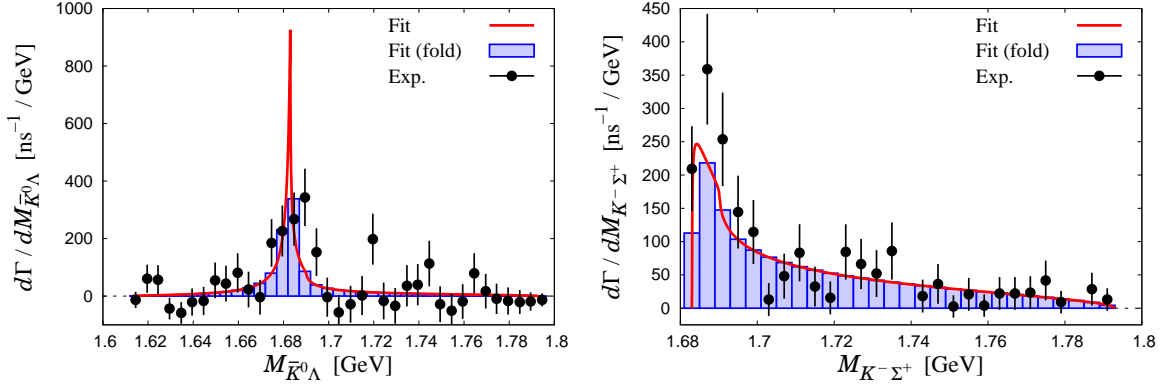 1000
800
600
400
200
0
1.6 1.62 1.64 1.66 1.68 1.7 1.72 1.74 1.76 1.78 1.8
dΓ / dM_{K̄⁰Λ} [ns⁻¹ / GeV]
M_{K̄⁰Λ} [GeV]
Fit
Fit (fold)
Exp.
450
400
350
300
250
200
150
100
50
0
1.68 1.7 1.72 1.74 1.76 1.78 1.8
dΓ / dM_{K⁻Σ⁺} [ns⁻¹ / GeV]
M_{K⁻Σ⁺} [GeV]
Fit
Fit (fold)
Exp.